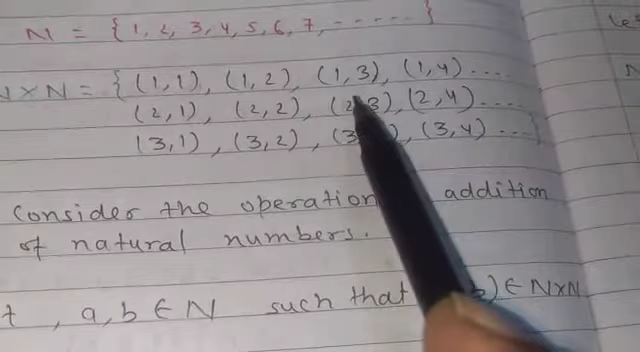 N = { 1, 2, 3, 4, 5, 6, 7, ------ }
N×N = { (1,1), (1,2), (1,3), (1,4) ....
(2,1), (2,2), (2,3), (2,4) ....
(3,1), (3,2), (3, ), (3,4) ... }
Consider the operation addition
of natural numbers.
, a,b ∈ N such that b) ∈ N×N